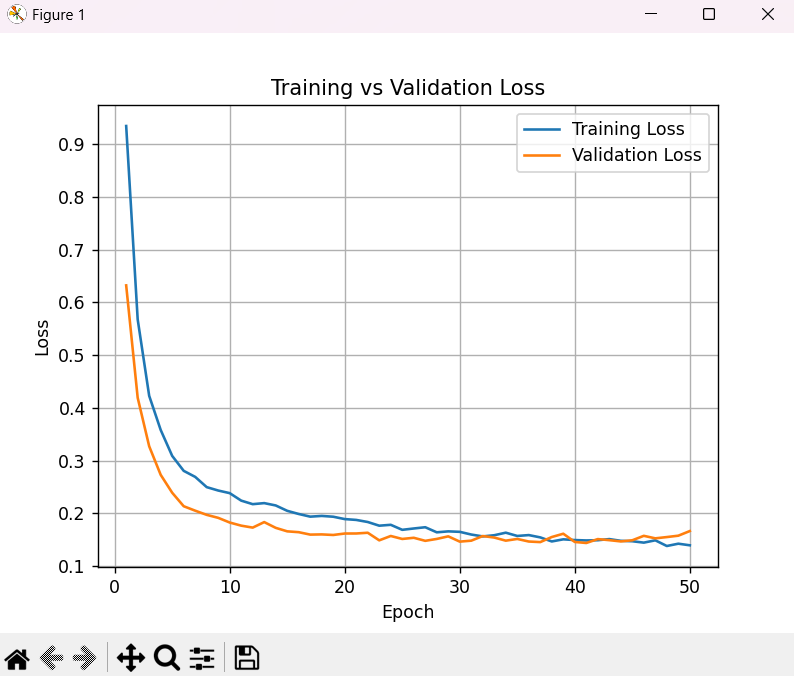 Figure 1
Training vs Validation Loss
Training Loss
Validation Loss
0.9
0.8
0.7
0.6
0.5
0.4
0.3
0.2
0.1
Loss
0 10 20 30 40 50
Epoch